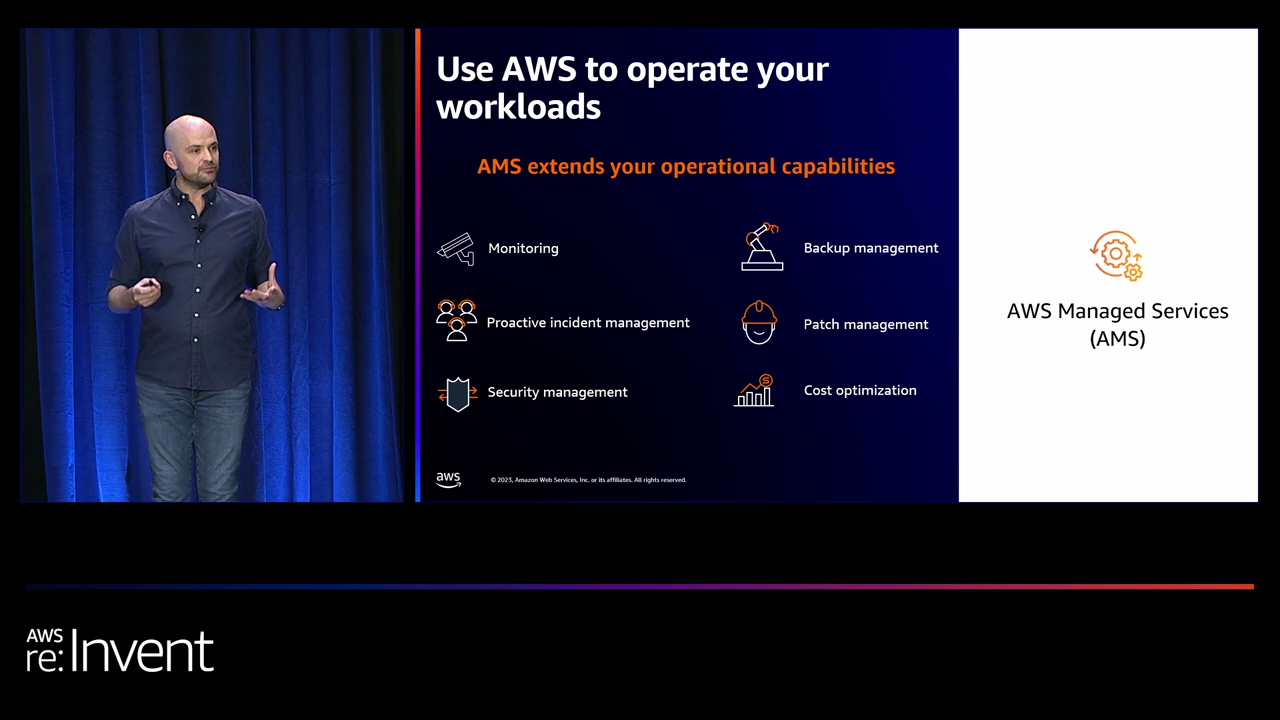 Use AWS to operate your
workloads
AMS extends your operational capabilities
Monitoring
Backup management
Proactive incident management
Patch management
Security management
Cost optimization
aws
© 2023, Amazon Web Services, Inc. or its affiliates. All rights reserved.
AWS Managed Services
(AMS)
AWS
re:Invent